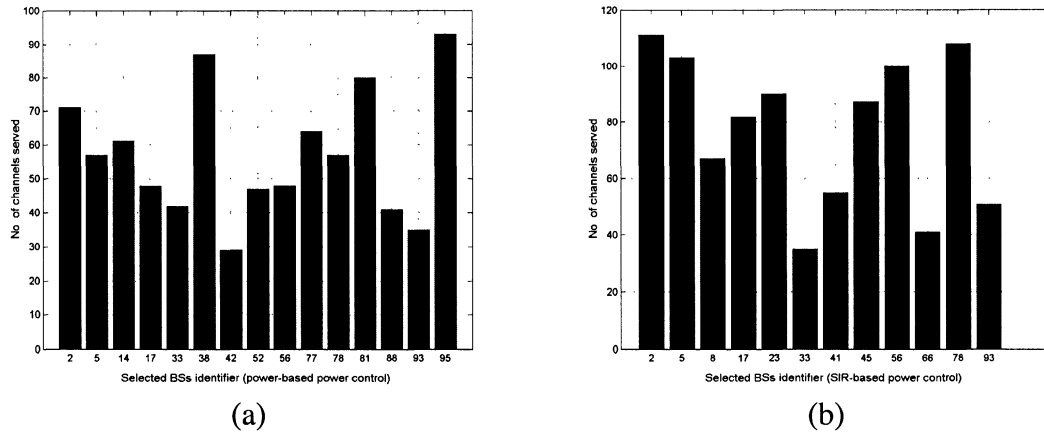 100
90
80
70
60
50
40
30
20
10
0
No of channels served
2 5 14 17 33 38 42 52 56 77 78 81 88 93 95
Selected BSs identifier (power-based power control)
(a)
120
100
80
60
40
20
0
No of channels served
2 5 8 17 23 33 41 45 56 66 78 93
Selected BSs identifier (SIR-based power control)
(b)